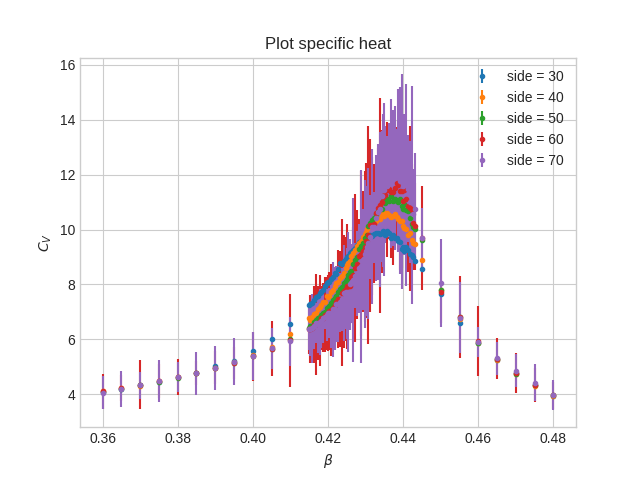 Plot specific heat
16
14
12
10
8
6
4
C_V
side = 30
side = 40
side = 50
side = 60
side = 70
0.36 0.38 0.40 0.42 0.44 0.46 0.48
β